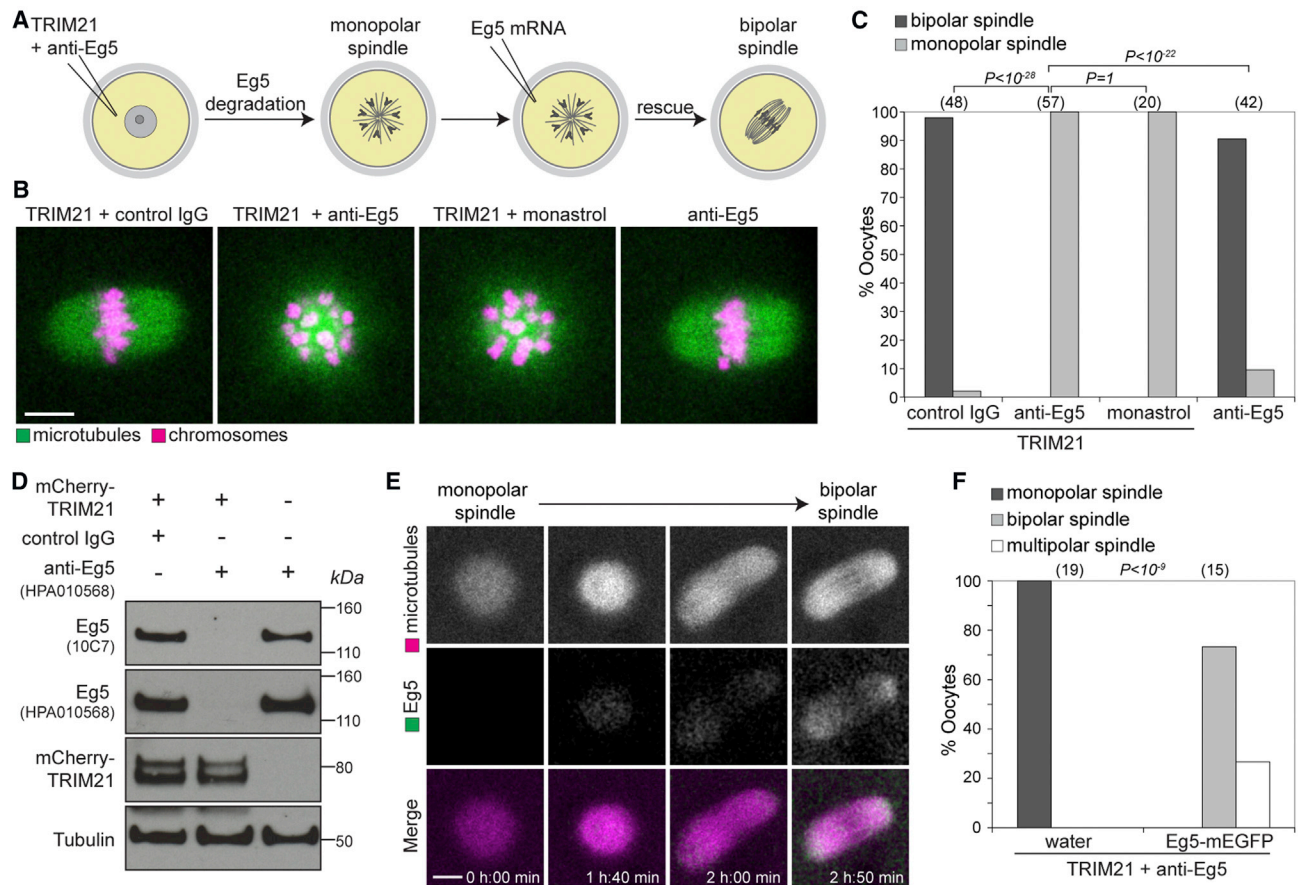 A
TRIM21
+ anti-Eg5
Eg5
degradation
monopolar
spindle
Eg5 mRNA
rescue
bipolar
spindle
B
TRIM21 + control IgG
TRIM21 + anti-Eg5
TRIM21 + monastrol
anti-Eg5
microtubules
chromosomes
C
bipolar spindle
monopolar spindle
P<10-22
P<10-28
P=1
(48)
(57)
(20)
(42)
% Oocytes
100
90
80
70
60
50
40
30
20
10
0
control IgG
anti-Eg5
monastrol
anti-Eg5
TRIM21
D
mCherry-
TRIM21
+ + -
control IgG
+ - -
anti-Eg5
(HPA010568)
- + +
kDa
Eg5
(10C7)
160
110
Eg5
(HPA010568)
160
110
mCherry-
TRIM21
80
Tubulin
50
E
monopolar
spindle
bipolar
spindle
microtubules
Eg5
Merge
0 h:00 min
1 h:40 min
2 h:00 min
2 h:50 min
F
monopolar spindle
bipolar spindle
multipolar spindle
(19)
P<10-9
(15)
% Oocytes
100
80
60
40
20
0
water
Eg5-mEGFP
TRIM21 + anti-Eg5